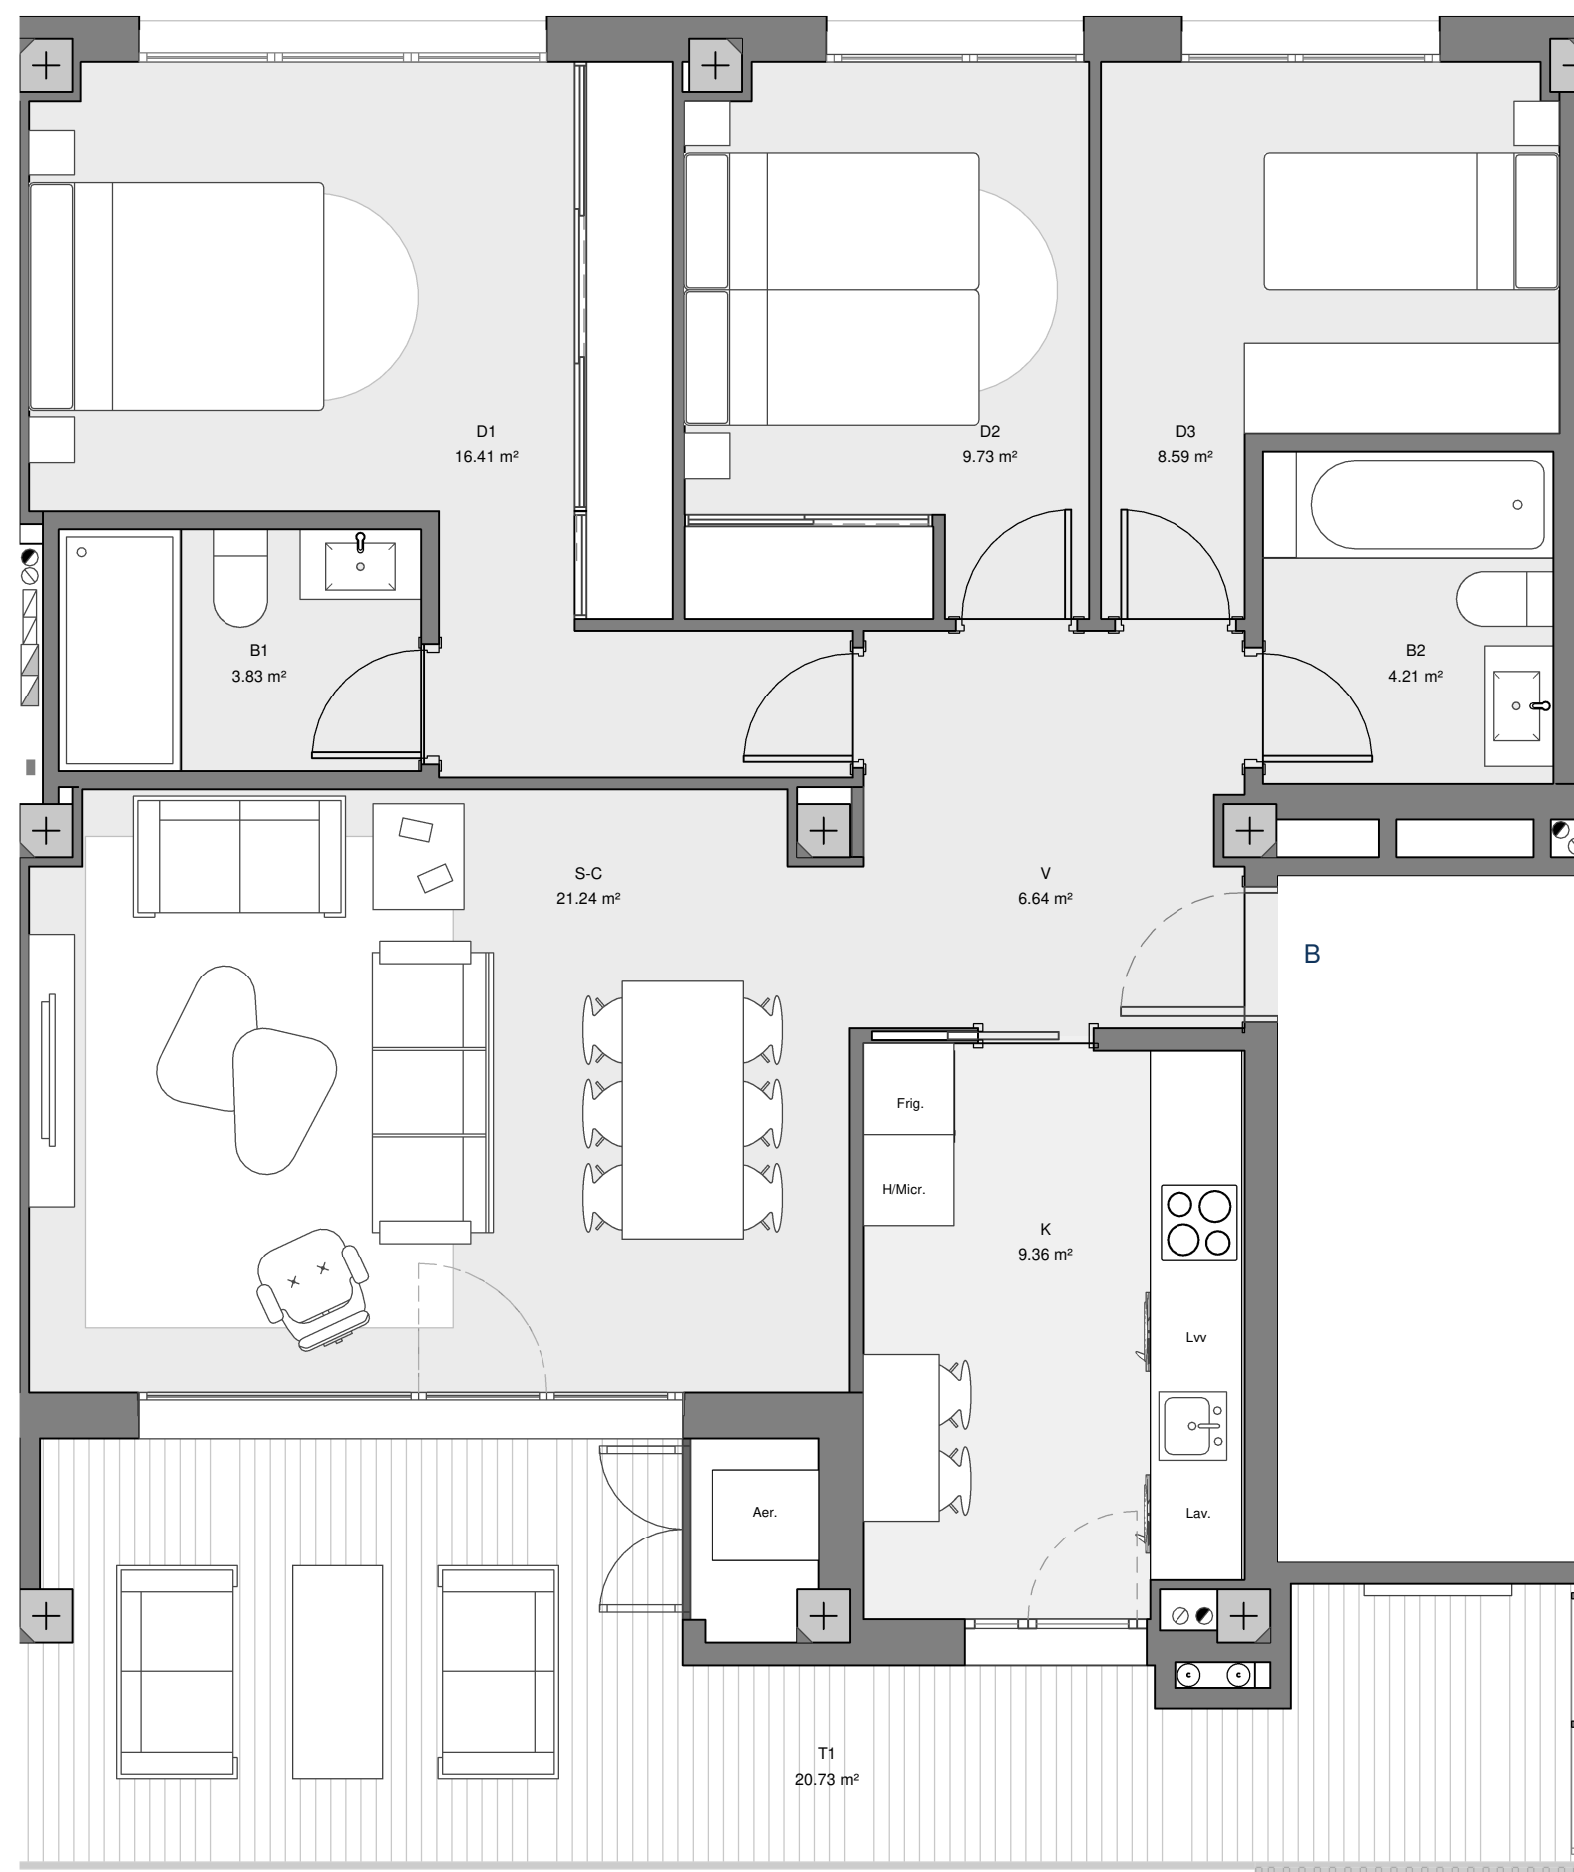 D1
16.41 m²
D2
9.73 m²
D3
8.59 m²
B1
3.83 m²
B2
4.21 m²
S-C
21.24 m²
V
6.64 m²
B
Frig.
H/Micr.
K
9.36 m²
Lvv
Lav.
Aer.
c
c
T1
20.73 m²